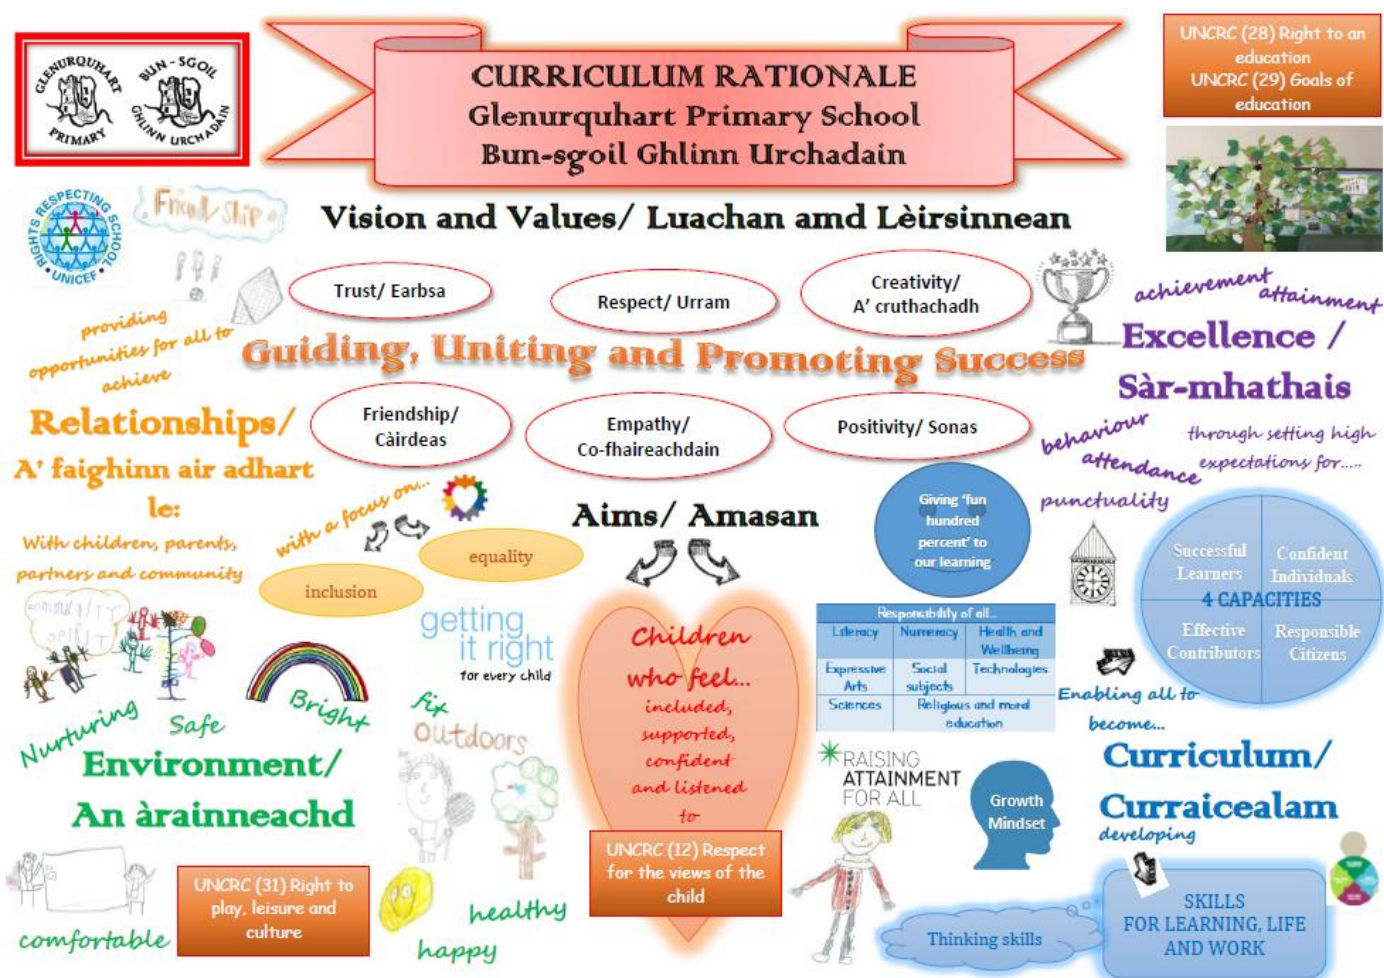 GLENURQUHART
PRIMARY
BUN-SGOIL
GHLINN URCHADAIN
CURRICULUM RATIONALE
Glenurquhart Primary School
Bun-sgoil Ghlinn Urchadain
UNCRC (28) Right to an
education
UNCRC (29) Goals of
education
RIGHTS RESPECTING SCHOOL
UNICEF
Friendship
Vision and Values/ Luachan amd Lèirsinnean
Trust/ Earbsa
Respect/ Urram
Creativity/
A' cruthachadh
achievement
attainment
providing
opportunities for all to
achieve
Guiding, Uniting and Promoting Success
Excellence /
Sàr-mhathais
Friendship/
Càirdeas
Empathy/
Co-fhaireachdain
Positivity/ Sonas
behaviour
attendance
punctuality
through setting high
expectations for.....
Relationships/
A' faighinn air adhart
le:
With children, parents,
partners and community
with a focus on...
equality
inclusion
Aims/ Amasan
Giving 'fun
hundred
percent' to
our learning
Successful
Learners
Confident
Individuals
4 CAPACITIES
Effective
Contributors
Responsible
Citizens
community
spirit
getting
it right
for every child
Children
who feel...
included,
supported,
confident
and listened
to
Responsibility of all...
Literacy
Numeracy
Health and
Wellbeing
Expressive
Arts
Social
subjects
Technologies
Sciences
Religious and moral
education
Enabling all to
become...
Nurturing
Safe
Bright
fit
outdoors
Environment/
An àrainneachd
RAISING
ATTAINMENT
FOR ALL
Growth
Mindset
Curriculum/
Curraicealam
developing
UNCRC (12) Respect
for the views of the
child
UNCRC (31) Right to
play, leisure and
culture
comfortable
healthy
happy
Thinking skills
SKILLS
FOR LEARNING, LIFE
AND WORK